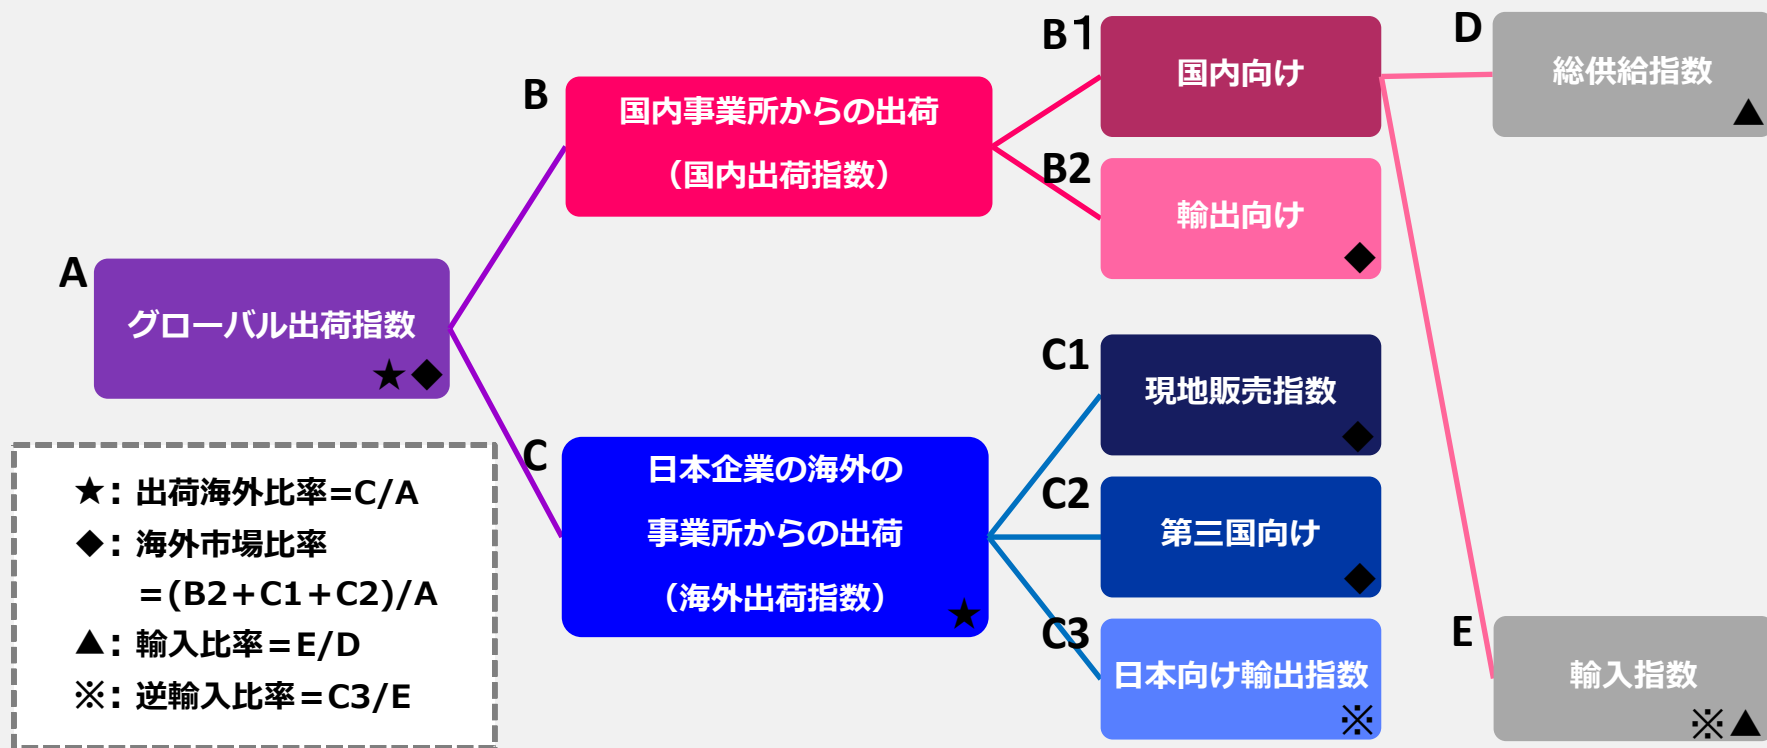 A
グローバル出荷指数
★◆
B
国内事業所からの出荷
（国内出荷指数）
C
日本企業の海外の
事業所からの出荷
（海外出荷指数）
★
B1
国内向け
B2
輸出向け
◆
C1
現地販売指数
◆
C2
第三国向け
◆
C3
日本向け輸出指数
※
D
総供給指数
▲
E
輸入指数
※▲
★：出荷海外比率=C/A
◆：海外市場比率
=(B2+C1+C2)/A
▲：輸入比率=E/D
※：逆輸入比率=C3/E